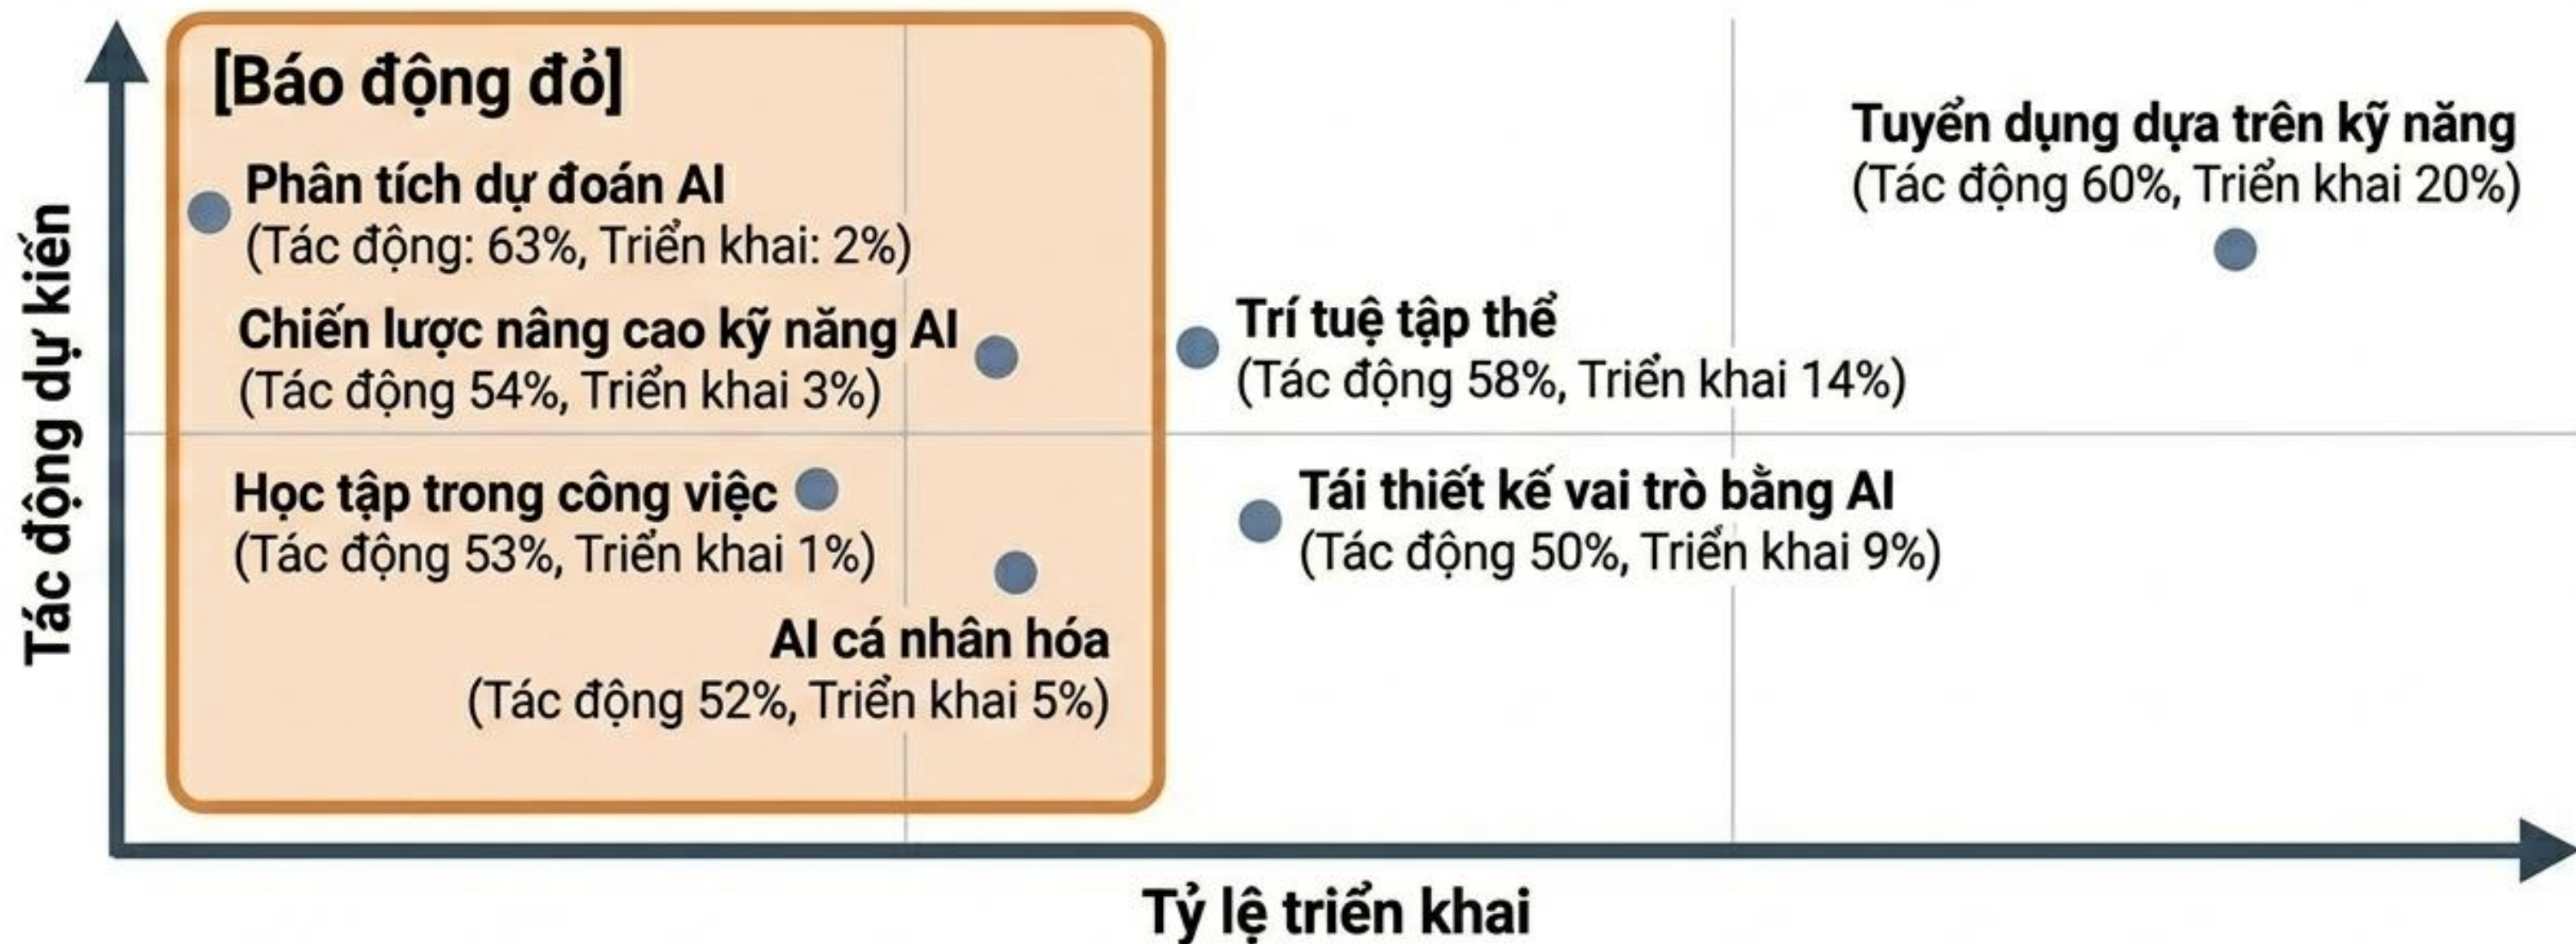 [Báo động đỏ]
Phân tích dự đoán AI
(Tác động: 63%, Triển khai: 2%)
Chiến lược nâng cao kỹ năng AI
(Tác động 54%, Triển khai 3%)
Học tập trong công việc
(Tác động 53%, Triển khai 1%)
AI cá nhân hóa
(Tác động 52%, Triển khai 5%)
Tuyển dụng dựa trên kỹ năng
(Tác động 60%, Triển khai 20%)
Trí tuệ tập thể
(Tác động 58%, Triển khai 14%)
Tái thiết kế vai trò bằng AI
(Tác động 50%, Triển khai 9%)
Tác động dự kiến
Tỷ lệ triển khai